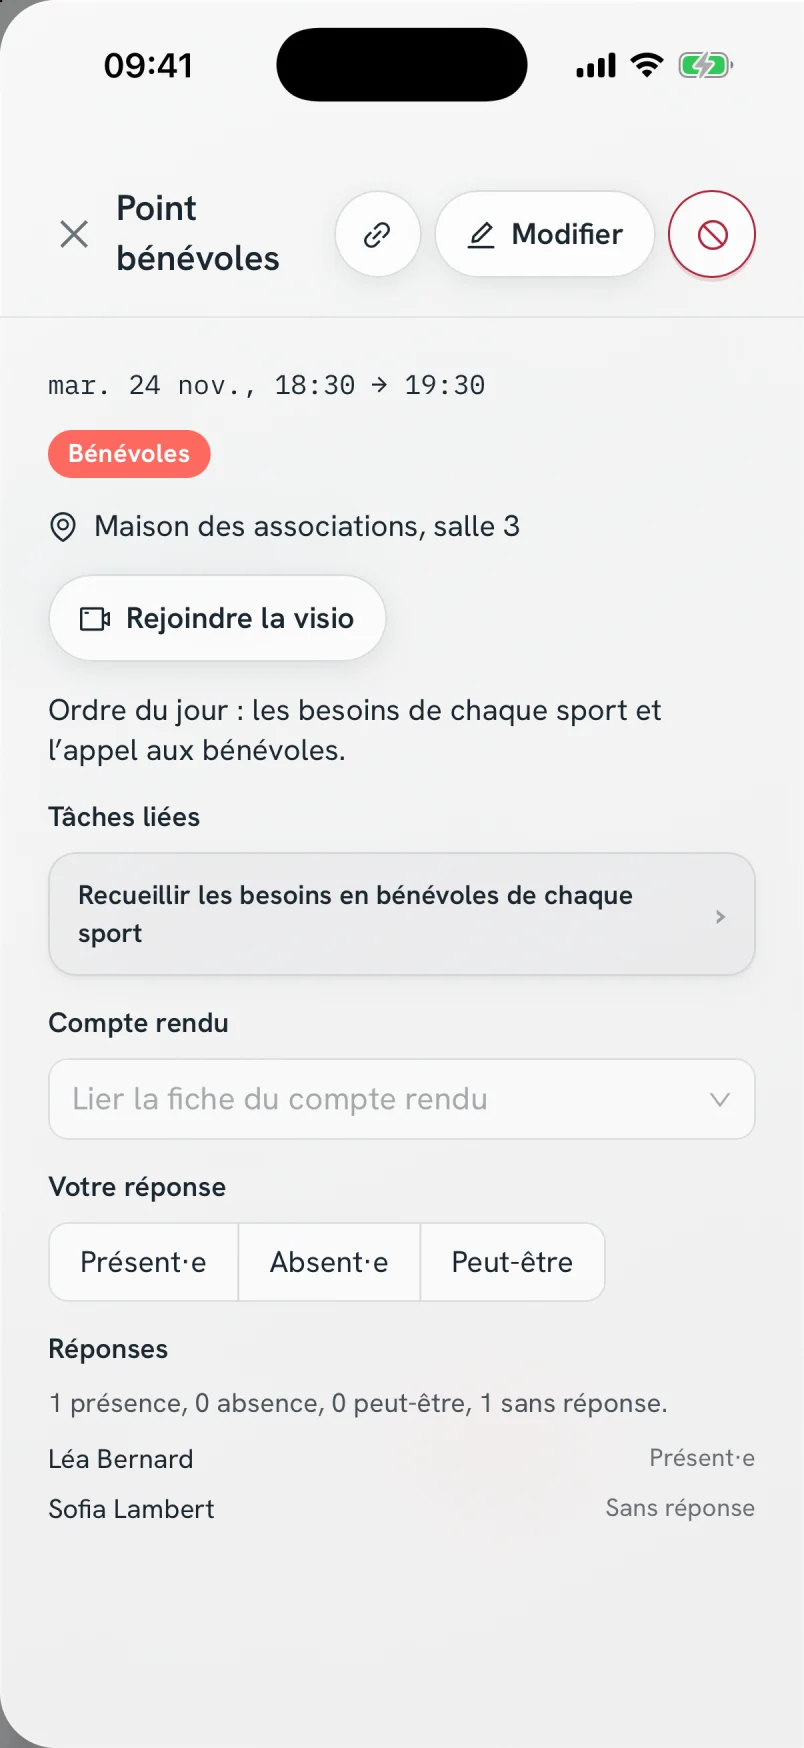 09:41
Point
bénévoles
Modifier
mar. 24 nov., 18:30 → 19:30
Bénévoles
Maison des associations, salle 3
Rejoindre la visio
Ordre du jour : les besoins de chaque sport et
l’appel aux bénévoles.
Tâches liées
Recueillir les besoins en bénévoles de chaque
sport
Compte rendu
Lier la fiche du compte rendu
Votre réponse
Présent·e
Absent·e
Peut-être
Réponses
1 présence, 0 absence, 0 peut-être, 1 sans réponse.
Léa Bernard
Présent·e
Sofia Lambert
Sans réponse